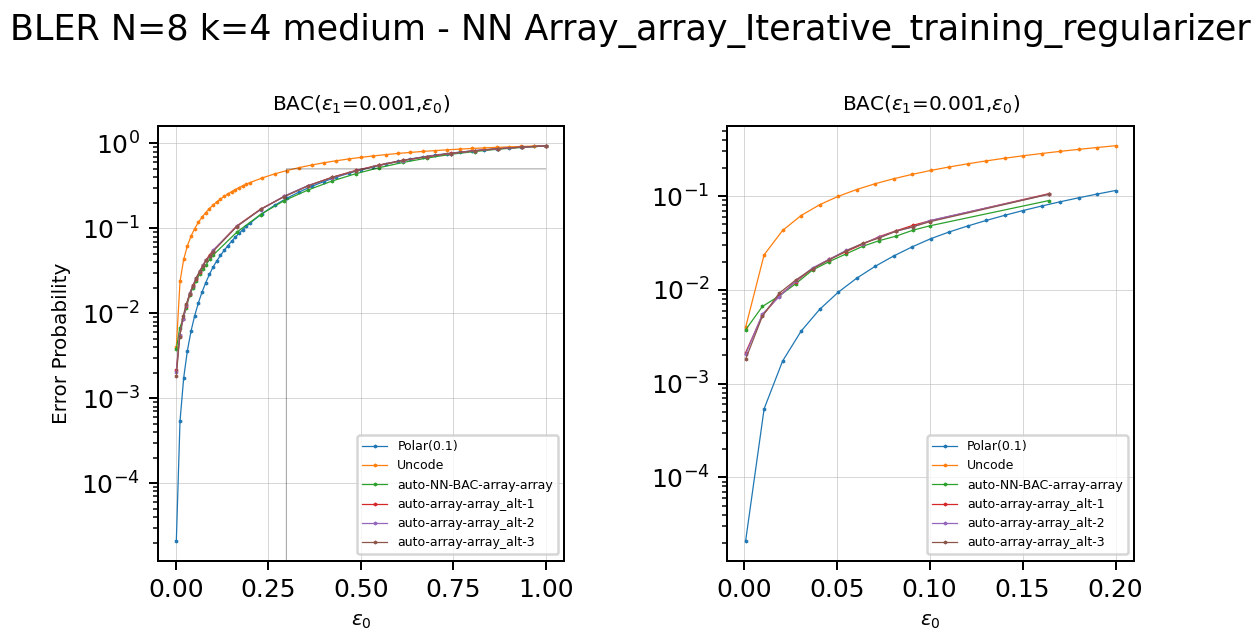 BLER N=8 k=4 medium - NN Array_array_Iterative_training_regularizer
BAC(ε₁=0.001,ε₀)
Error Probability
10⁰
10⁻¹
10⁻²
10⁻³
10⁻⁴
0.00 0.25 0.50 0.75 1.00
ε₀
Polar(0.1)
Uncode
auto-NN-BAC-array-array
auto-array-array_alt-1
auto-array-array_alt-2
auto-array-array_alt-3
BAC(ε₁=0.001,ε₀)
10⁻¹
10⁻²
10⁻³
10⁻⁴
0.00 0.05 0.10 0.15 0.20
ε₀
Polar(0.1)
Uncode
auto-NN-BAC-array-array
auto-array-array_alt-1
auto-array-array_alt-2
auto-array-array_alt-3